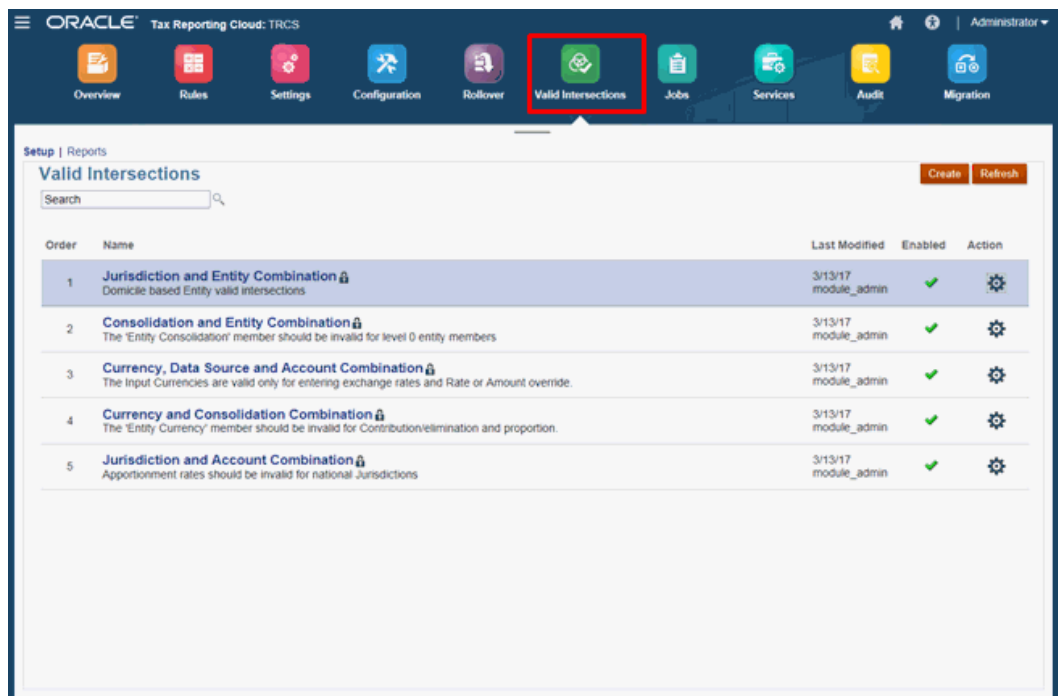 ORACLE Tax Reporting Cloud: TRCS
Administrator
Overview Rules Settings Configuration Rollover Valid Intersections Jobs Services Audit Migration
Setup | Reports
Valid Intersections
Create Refresh
Search
Order Name Last Modified Enabled Action
1 Jurisdiction and Entity Combination 3/13/17
Domicile based Entity valid intersections module_admin
2 Consolidation and Entity Combination 3/13/17
The 'Entity Consolidation' member should be invalid for level 0 entity members module_admin
3 Currency, Data Source and Account Combination 3/13/17
The Input Currencies are valid only for entering exchange rates and Rate or Amount override. module_admin
4 Currency and Consolidation Combination 3/13/17
The 'Entity Currency' member should be invalid for Contribution/elimination and proportion. module_admin
5 Jurisdiction and Account Combination 3/13/17
Apportionment rates should be invalid for national Jurisdictions module_admin